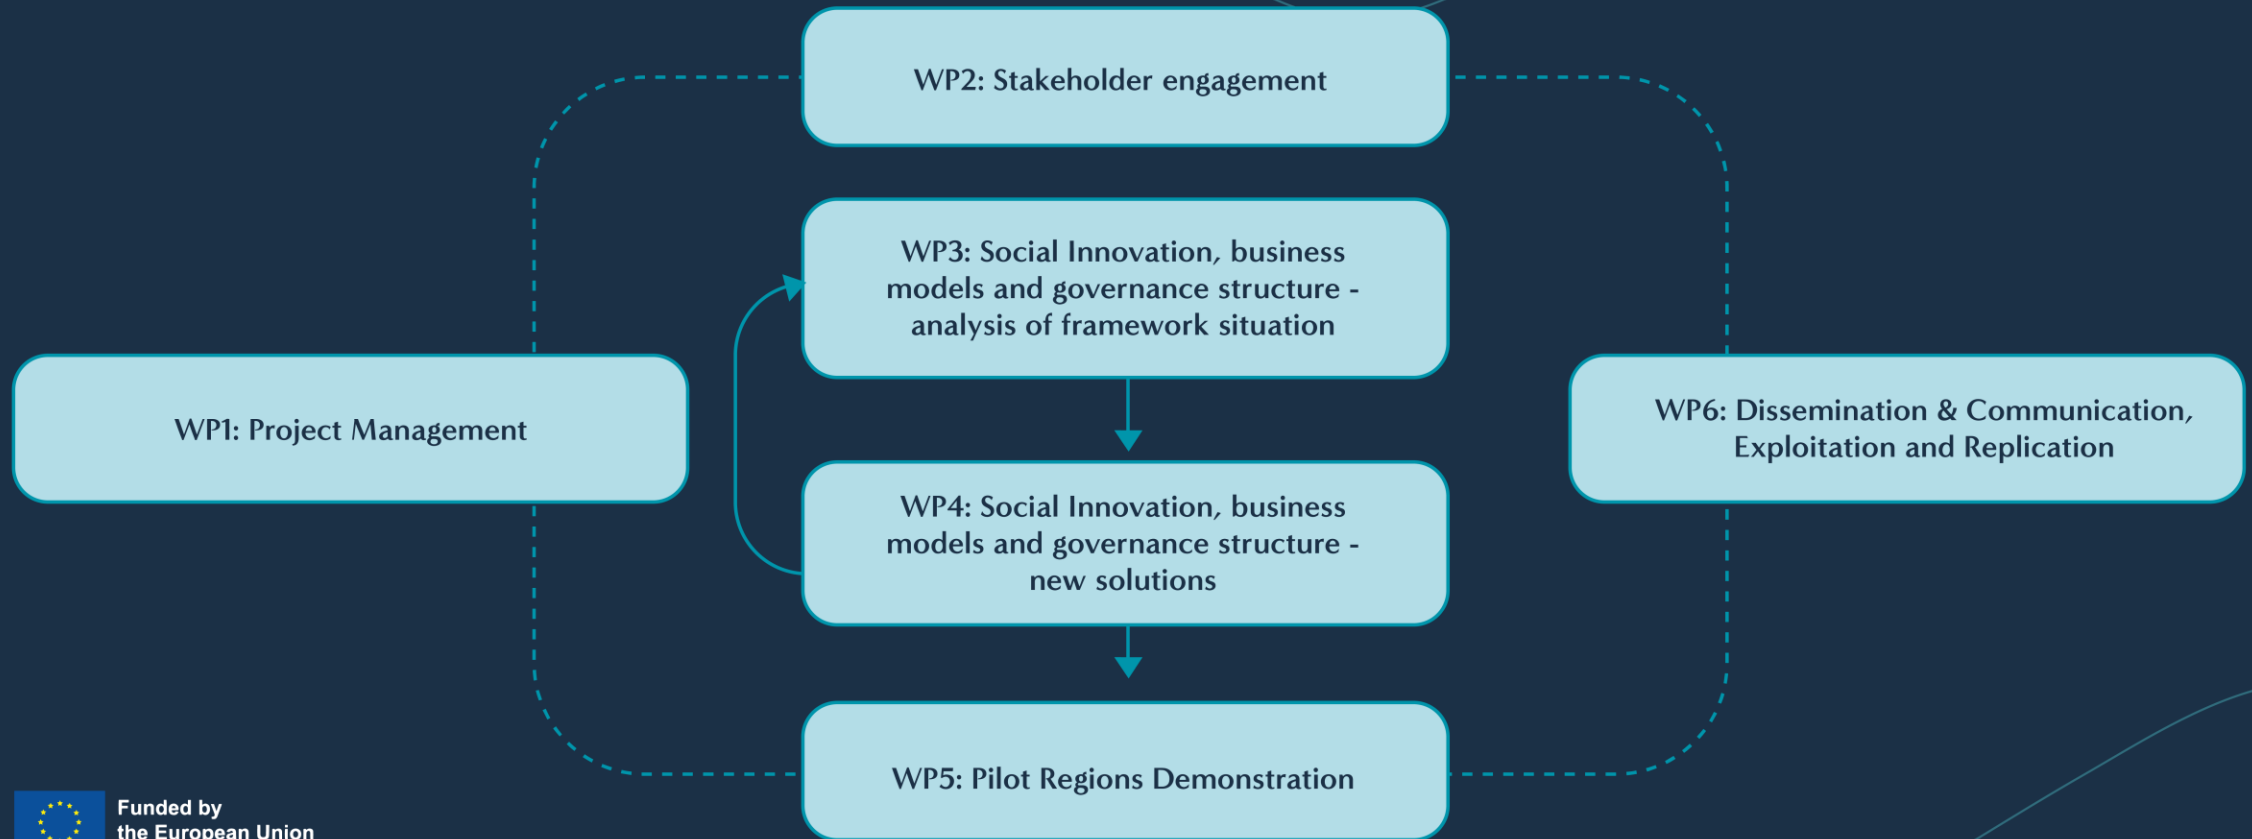 WP2: Stakeholder engagement
WP3: Social Innovation, business
models and governance structure -
analysis of framework situation
WP1: Project Management
WP6: Dissemination & Communication,
Exploitation and Replication
WP4: Social Innovation, business
models and governance structure -
new solutions
WP5: Pilot Regions Demonstration
Funded by
the European Union